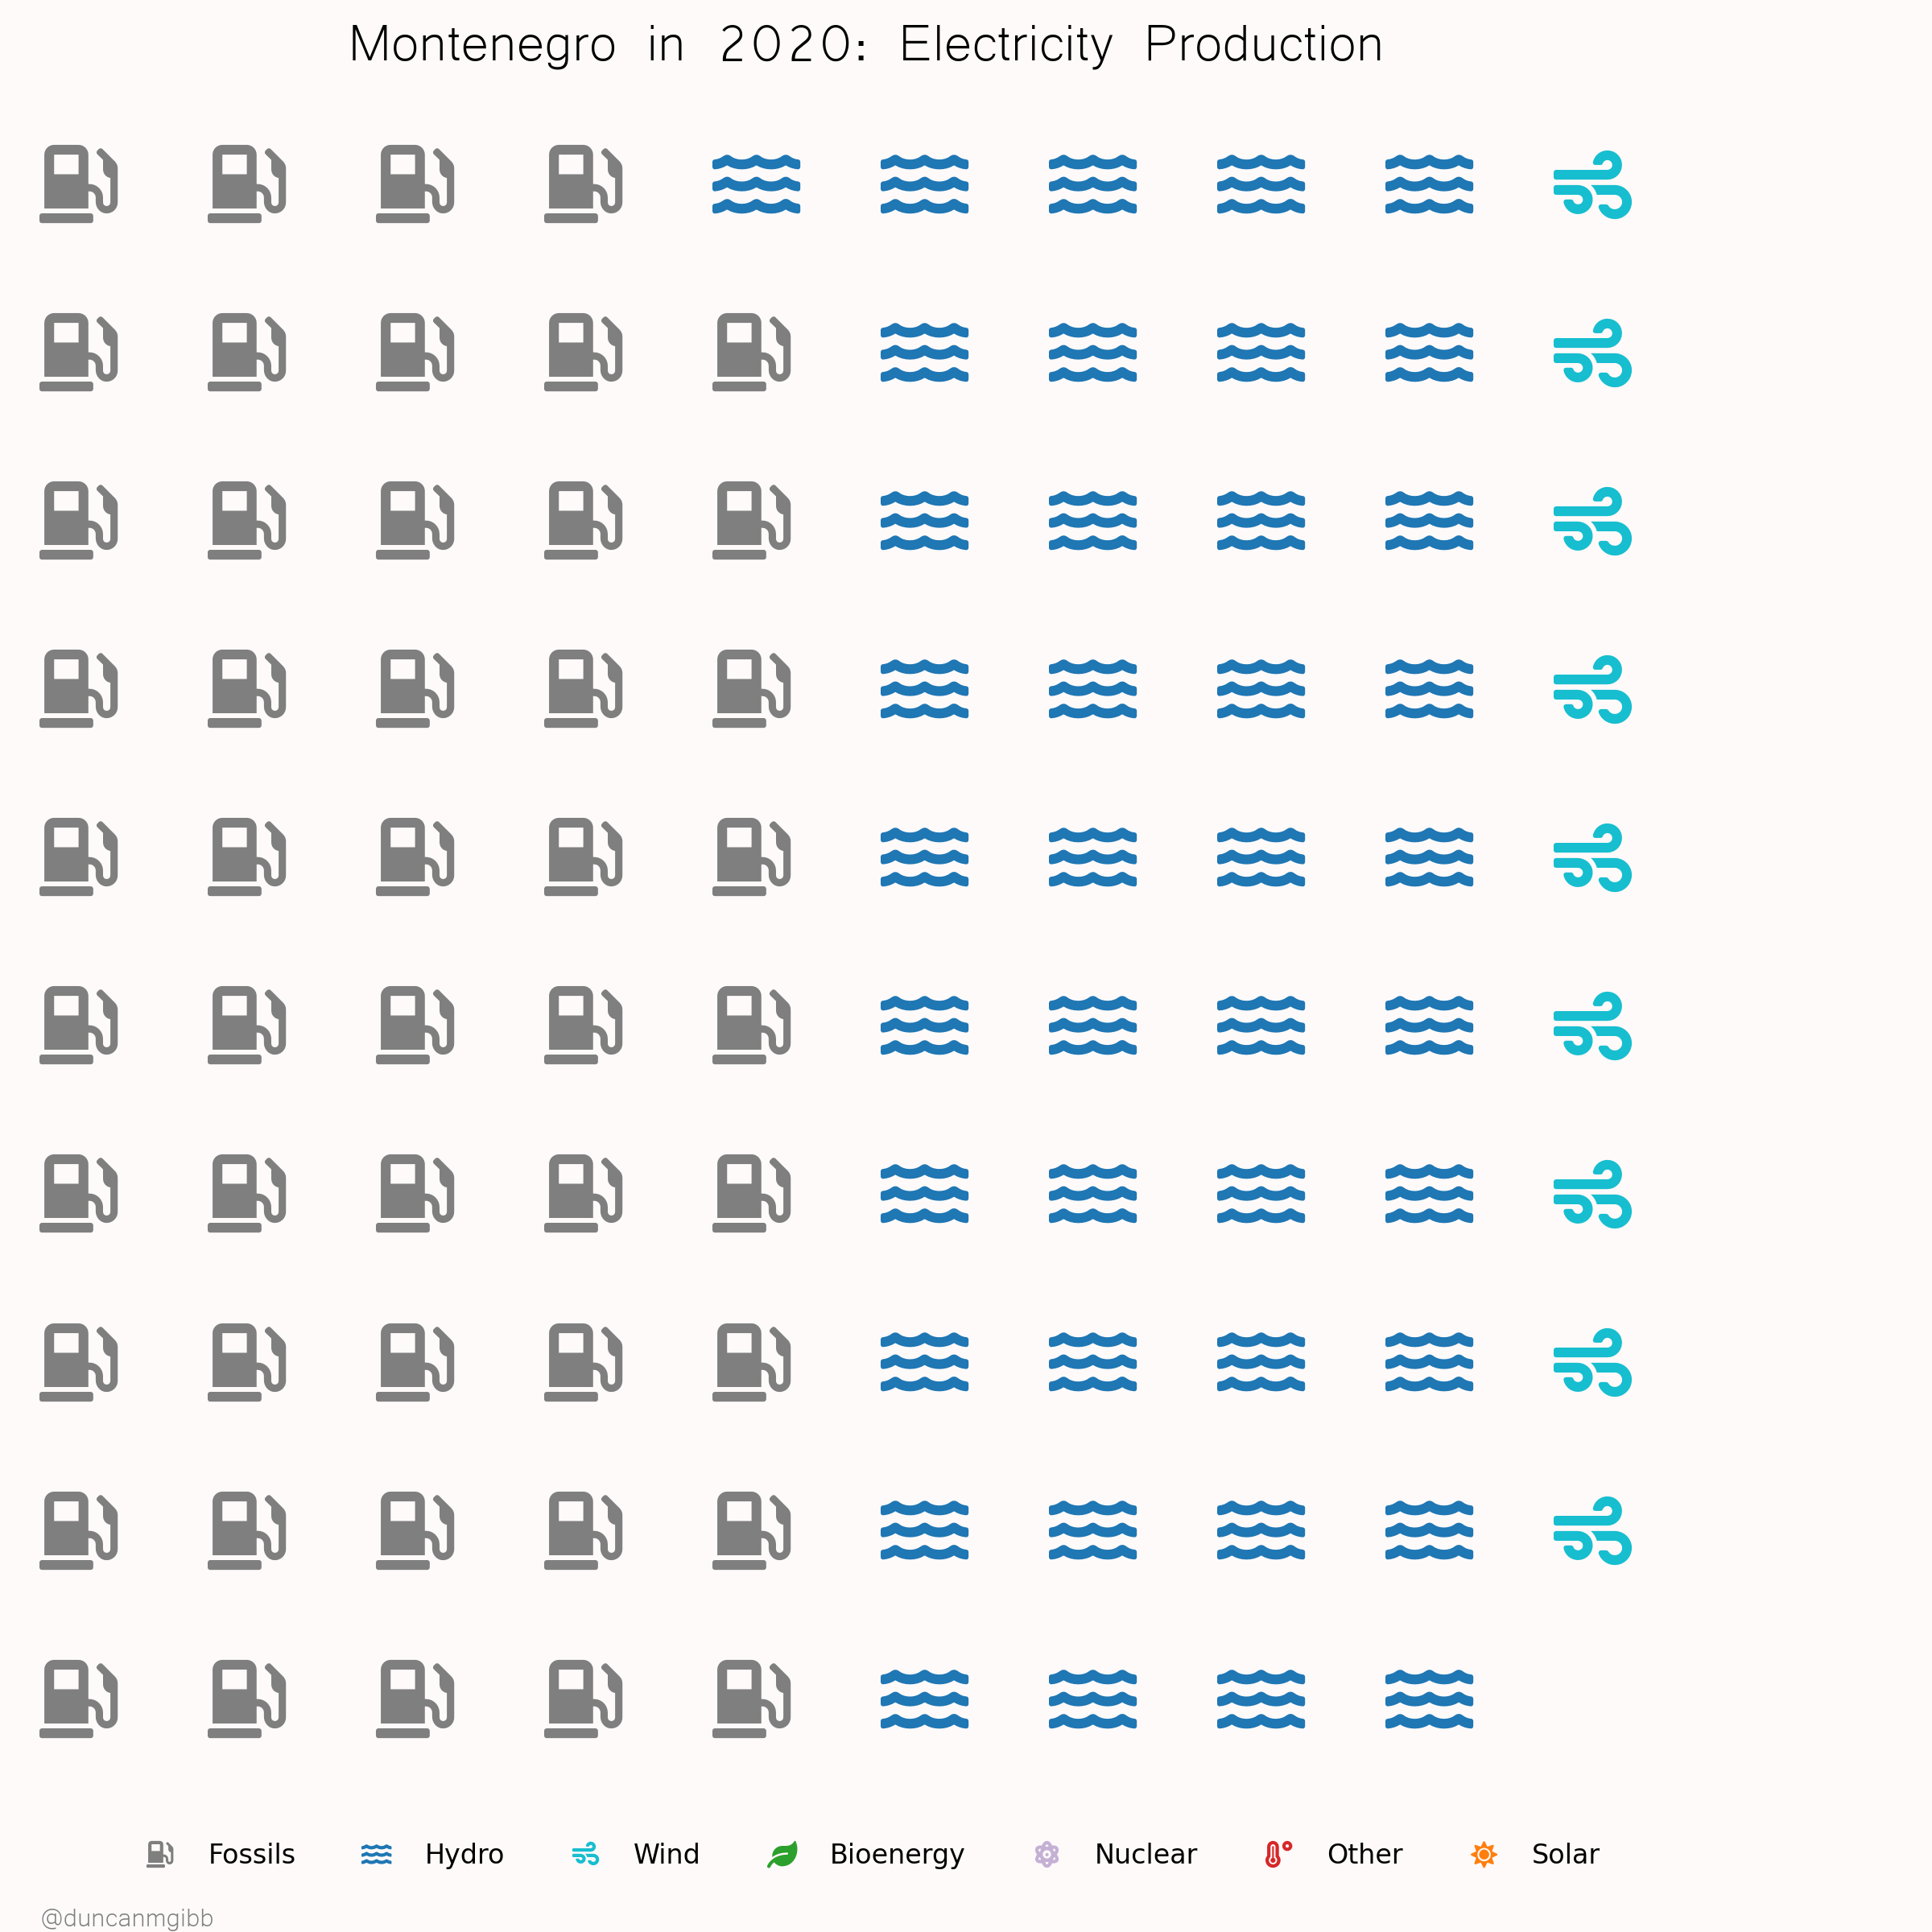 Montenegro in 2020: Electricity Production
Fossils Hydro Wind Bioenergy Nuclear Other Solar
@duncanmgibb